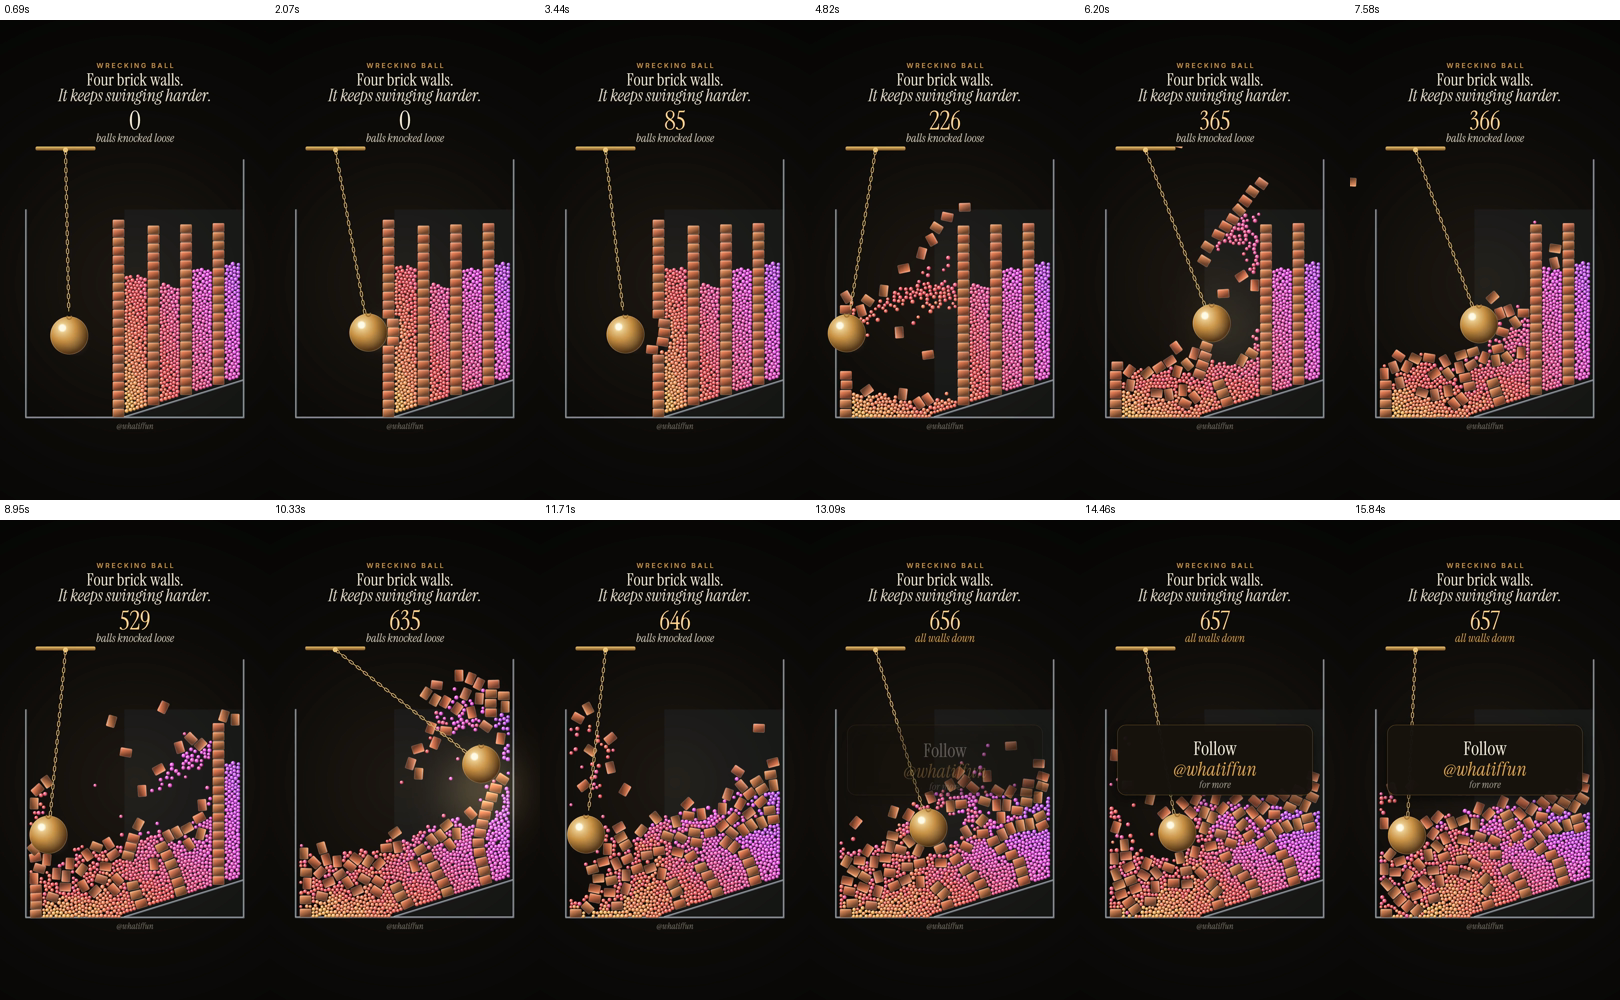 0.69s
WRECKING BALL
Four brick walls.
It keeps swinging harder.
0
balls knocked loose
@whatiffun
2.07s
WRECKING BALL
Four brick walls.
It keeps swinging harder.
0
balls knocked loose
@whatiffun
3.44s
WRECKING BALL
Four brick walls.
It keeps swinging harder.
85
balls knocked loose
@whatiffun
4.82s
WRECKING BALL
Four brick walls.
It keeps swinging harder.
226
balls knocked loose
@whatiffun
6.20s
WRECKING BALL
Four brick walls.
It keeps swinging harder.
365
balls knocked loose
@whatiffun
7.58s
WRECKING BALL
Four brick walls.
It keeps swinging harder.
366
balls knocked loose
@whatiffun
8.95s
WRECKING BALL
Four brick walls.
It keeps swinging harder.
529
balls knocked loose
@whatiffun
10.33s
WRECKING BALL
Four brick walls.
It keeps swinging harder.
635
balls knocked loose
@whatiffun
11.71s
WRECKING BALL
Four brick walls.
It keeps swinging harder.
646
balls knocked loose
@whatiffun
13.09s
WRECKING BALL
Four brick walls.
It keeps swinging harder.
656
all walls down
Follow
@whatiffun
@whatiffun
14.46s
WRECKING BALL
Four brick walls.
It keeps swinging harder.
657
all walls down
Follow
@whatiffun
for more
@whatiffun
15.84s
WRECKING BALL
Four brick walls.
It keeps swinging harder.
657
all walls down
Follow
@whatiffun
for more
@whatiffun